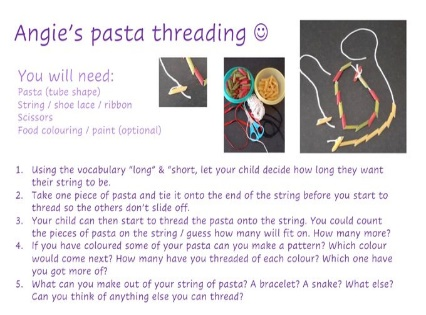 Angie's pasta threading ☺
You will need:
Pasta (tube shape)
String / shoe lace / ribbon
Scissors
Food colouring / paint (optional)
1. Using the vocabulary "long" & "short, let your child decide how long they want
their string to be.
2. Take one piece of pasta and tie it onto the end of the string before you start to
thread so the others don't slide off.
3. Your child can then start to thread the pasta onto the string. You could count
the pieces of pasta on the string / guess how many will fit on. How many more?
4. If you have coloured some of your pasta can you make a pattern? Which colour
would come next? How many have you threaded of each colour? Which one have
you got more of?
5. What can you make out of your string of pasta? A bracelet? A snake? What else?
Can you think of anything else you can thread?